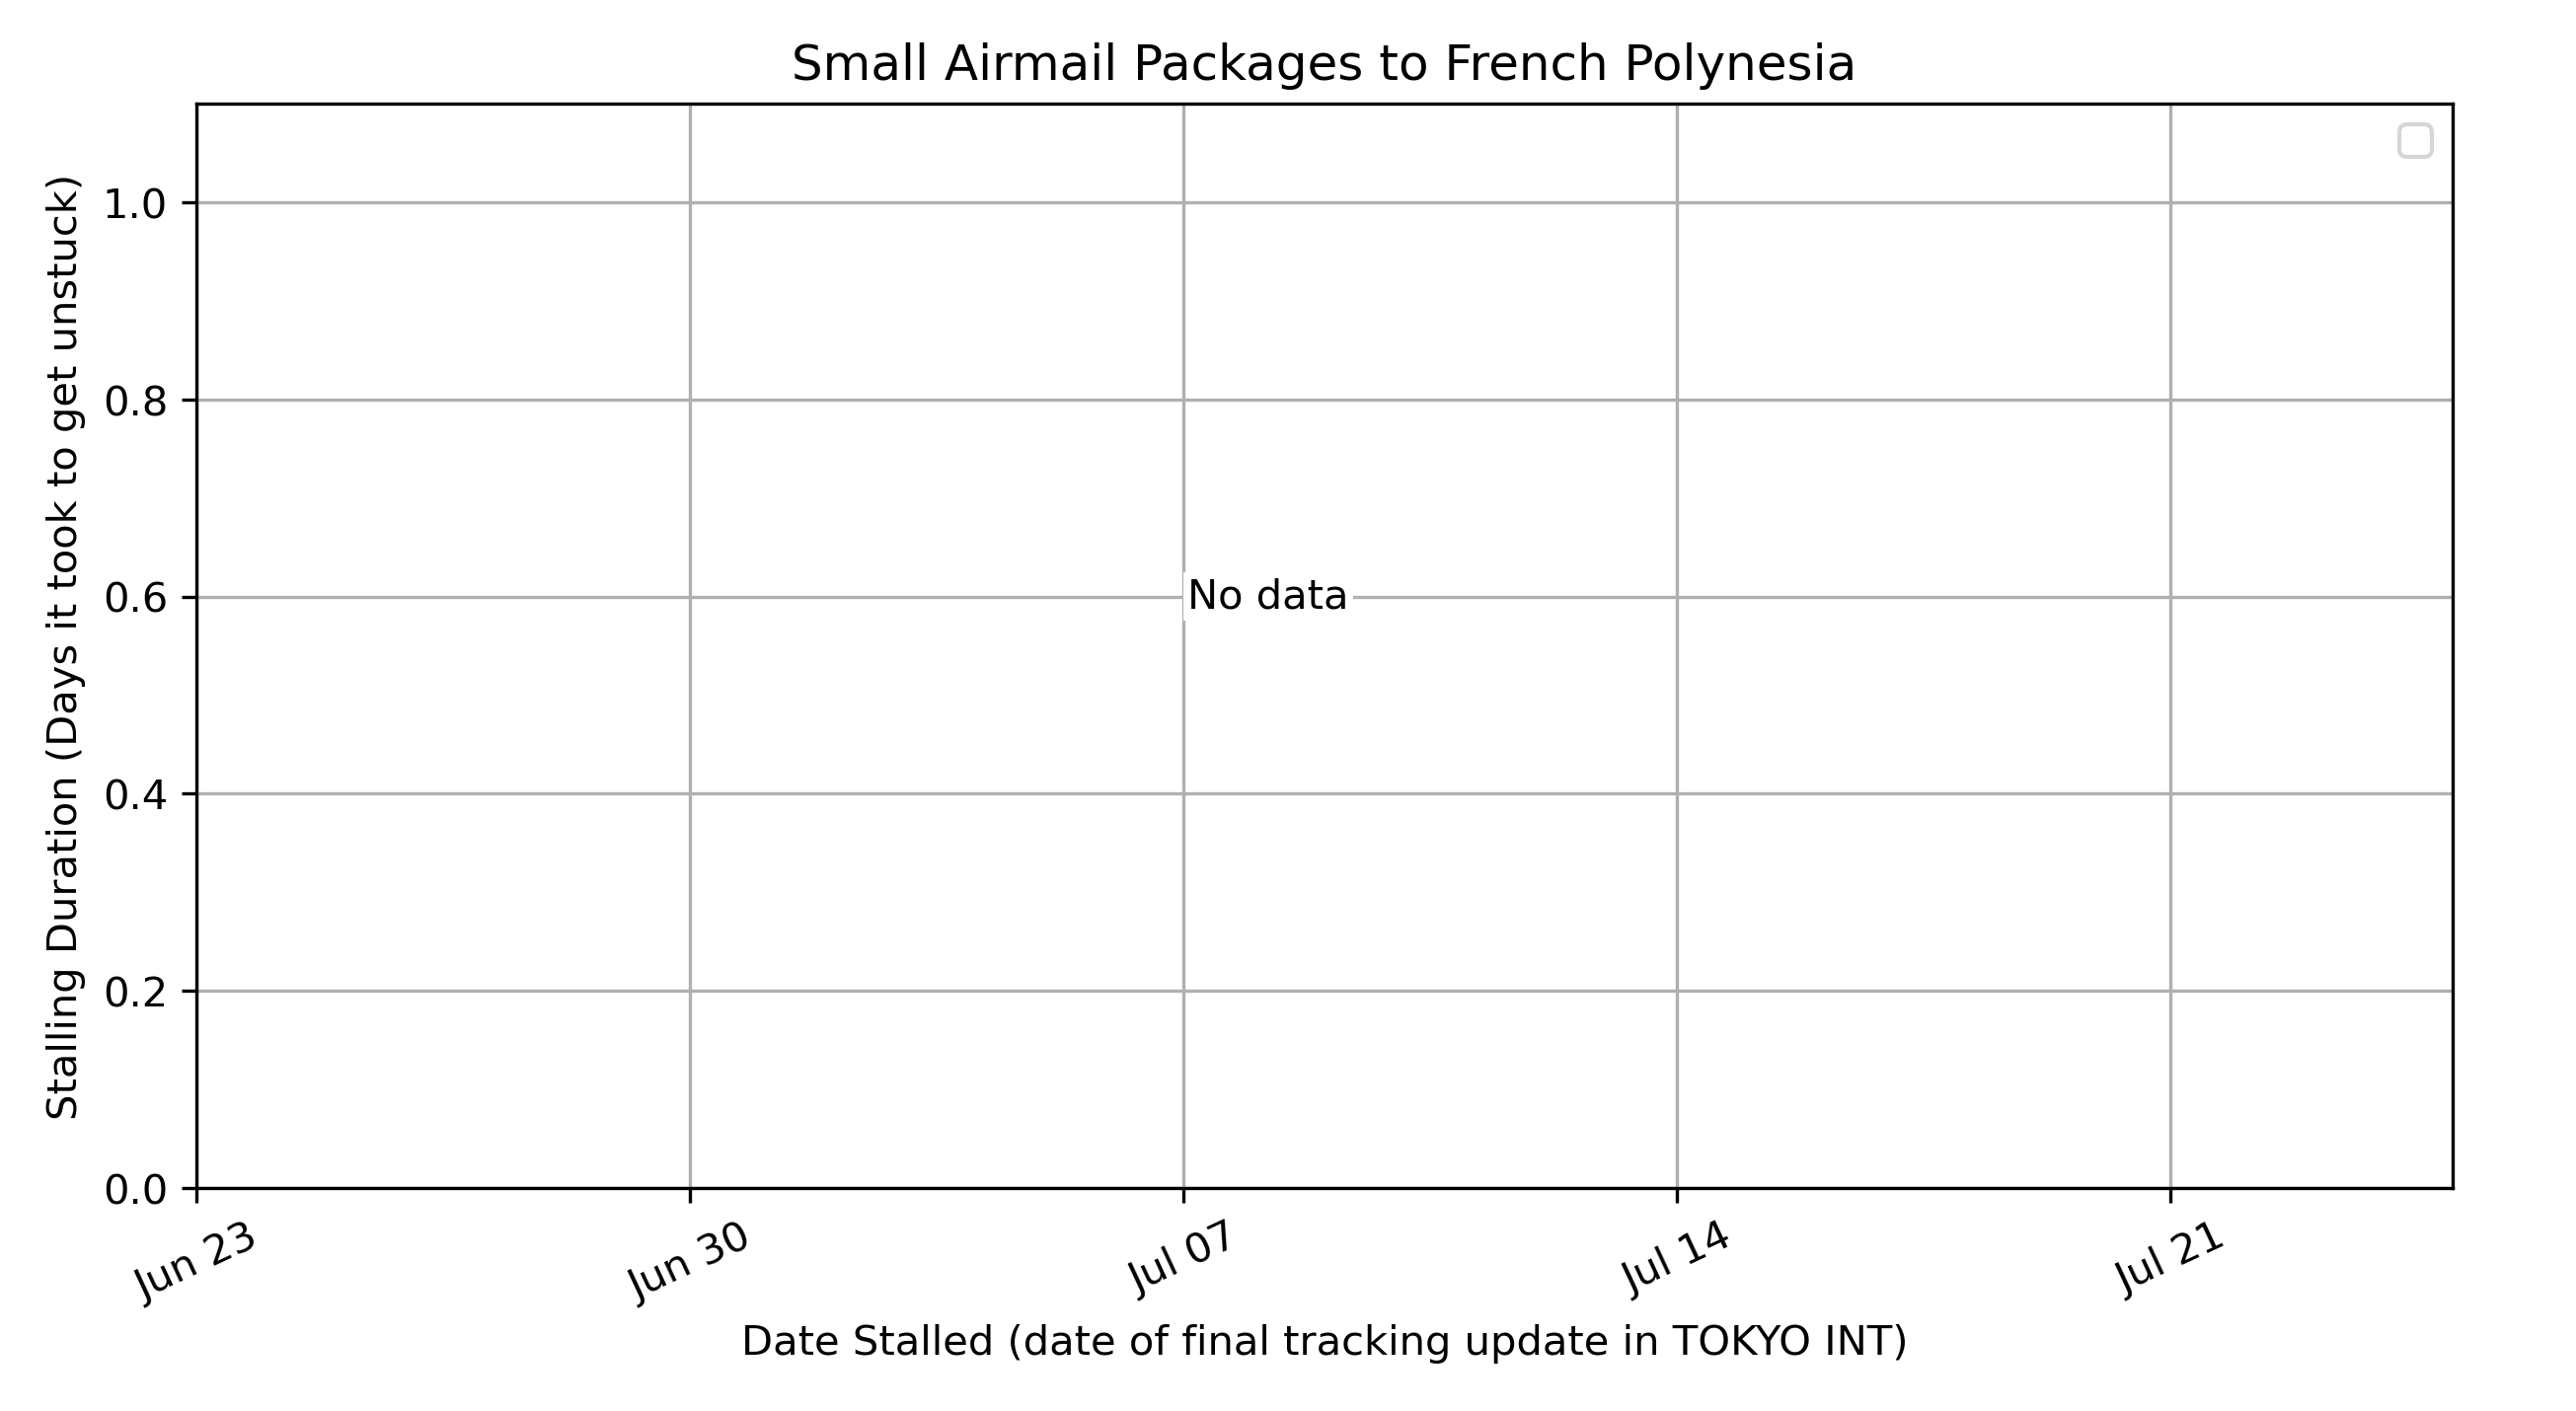 Small Airmail Packages to French Polynesia
Stalling Duration (Days it took to get unstuck)
1.0
0.8
0.6
0.4
0.2
0.0
No data
Jun 23
Jun 30
Jul 07
Jul 14
Jul 21
Date Stalled (date of final tracking update in TOKYO INT)